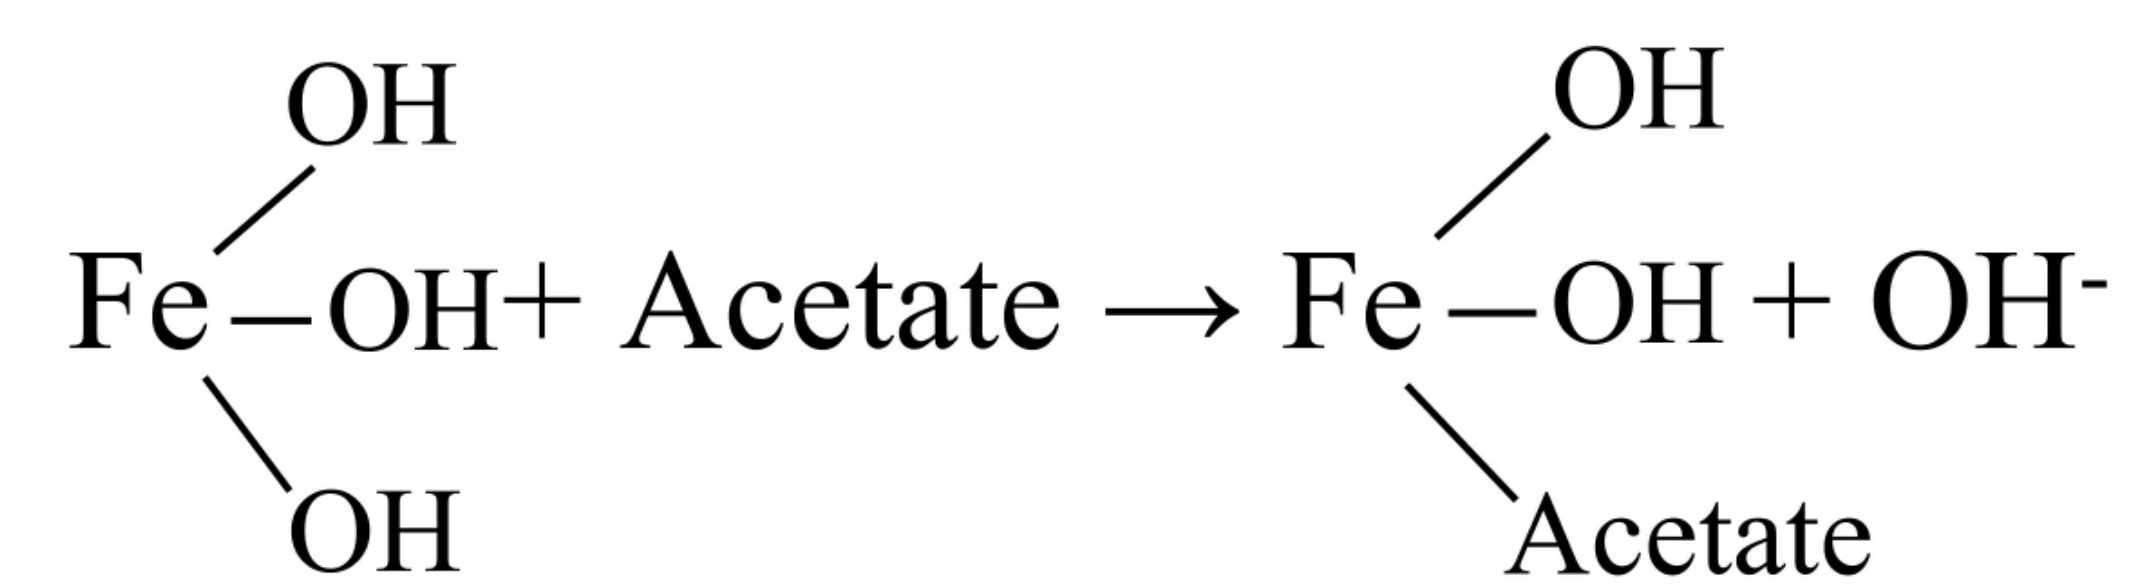 OH OH
Fe – OH + Acetate → Fe – OH + OH⁻
OH Acetate